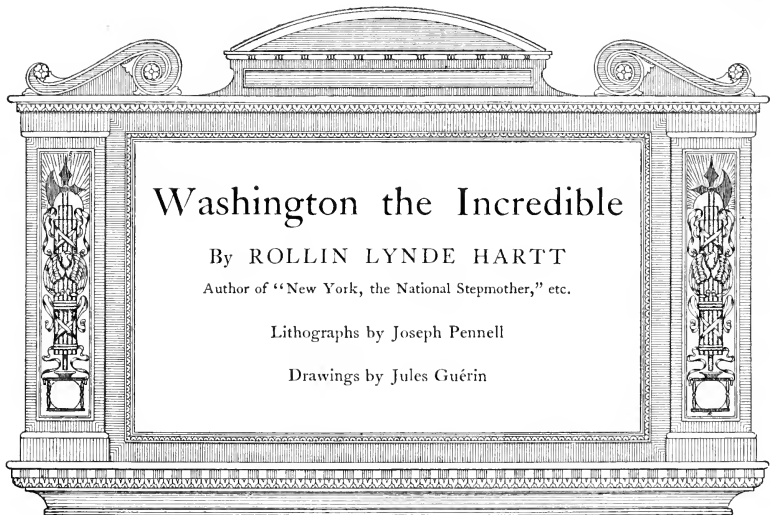 Washington the Incredible
By ROLLIN LYNDE HARTT
Author of "New York, the National Stepmother," etc.
Lithographs by Joseph Pennell
Drawings by Jules Guérin